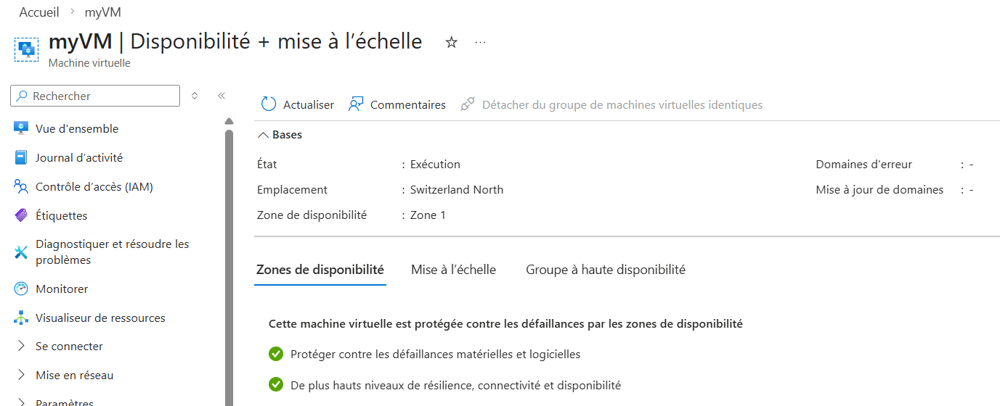 Accueil > myVM
myVM | Disponibilité + mise à l’échelle
Machine virtuelle
Rechercher
Vue d'ensemble
Journal d’activité
Contrôle d’accès (IAM)
Étiquettes
Diagnostiquer et résoudre les
problèmes
Monitorer
Visualiseur de ressources
Se connecter
Mise en réseau
Paramètres
Actualiser Commentaires Détacher du groupe de machines virtuelles identiques
Bases
État : Exécution
Emplacement : Switzerland North
Zone de disponibilité : Zone 1
Domaines d'erreur : -
Mise à jour de domaines : -
Zones de disponibilité Mise à l’échelle Groupe à haute disponibilité
Cette machine virtuelle est protégée contre les défaillances par les zones de disponibilité
Protéger contre les défaillances matérielles et logicielles
De plus hauts niveaux de résilience, connectivité et disponibilité